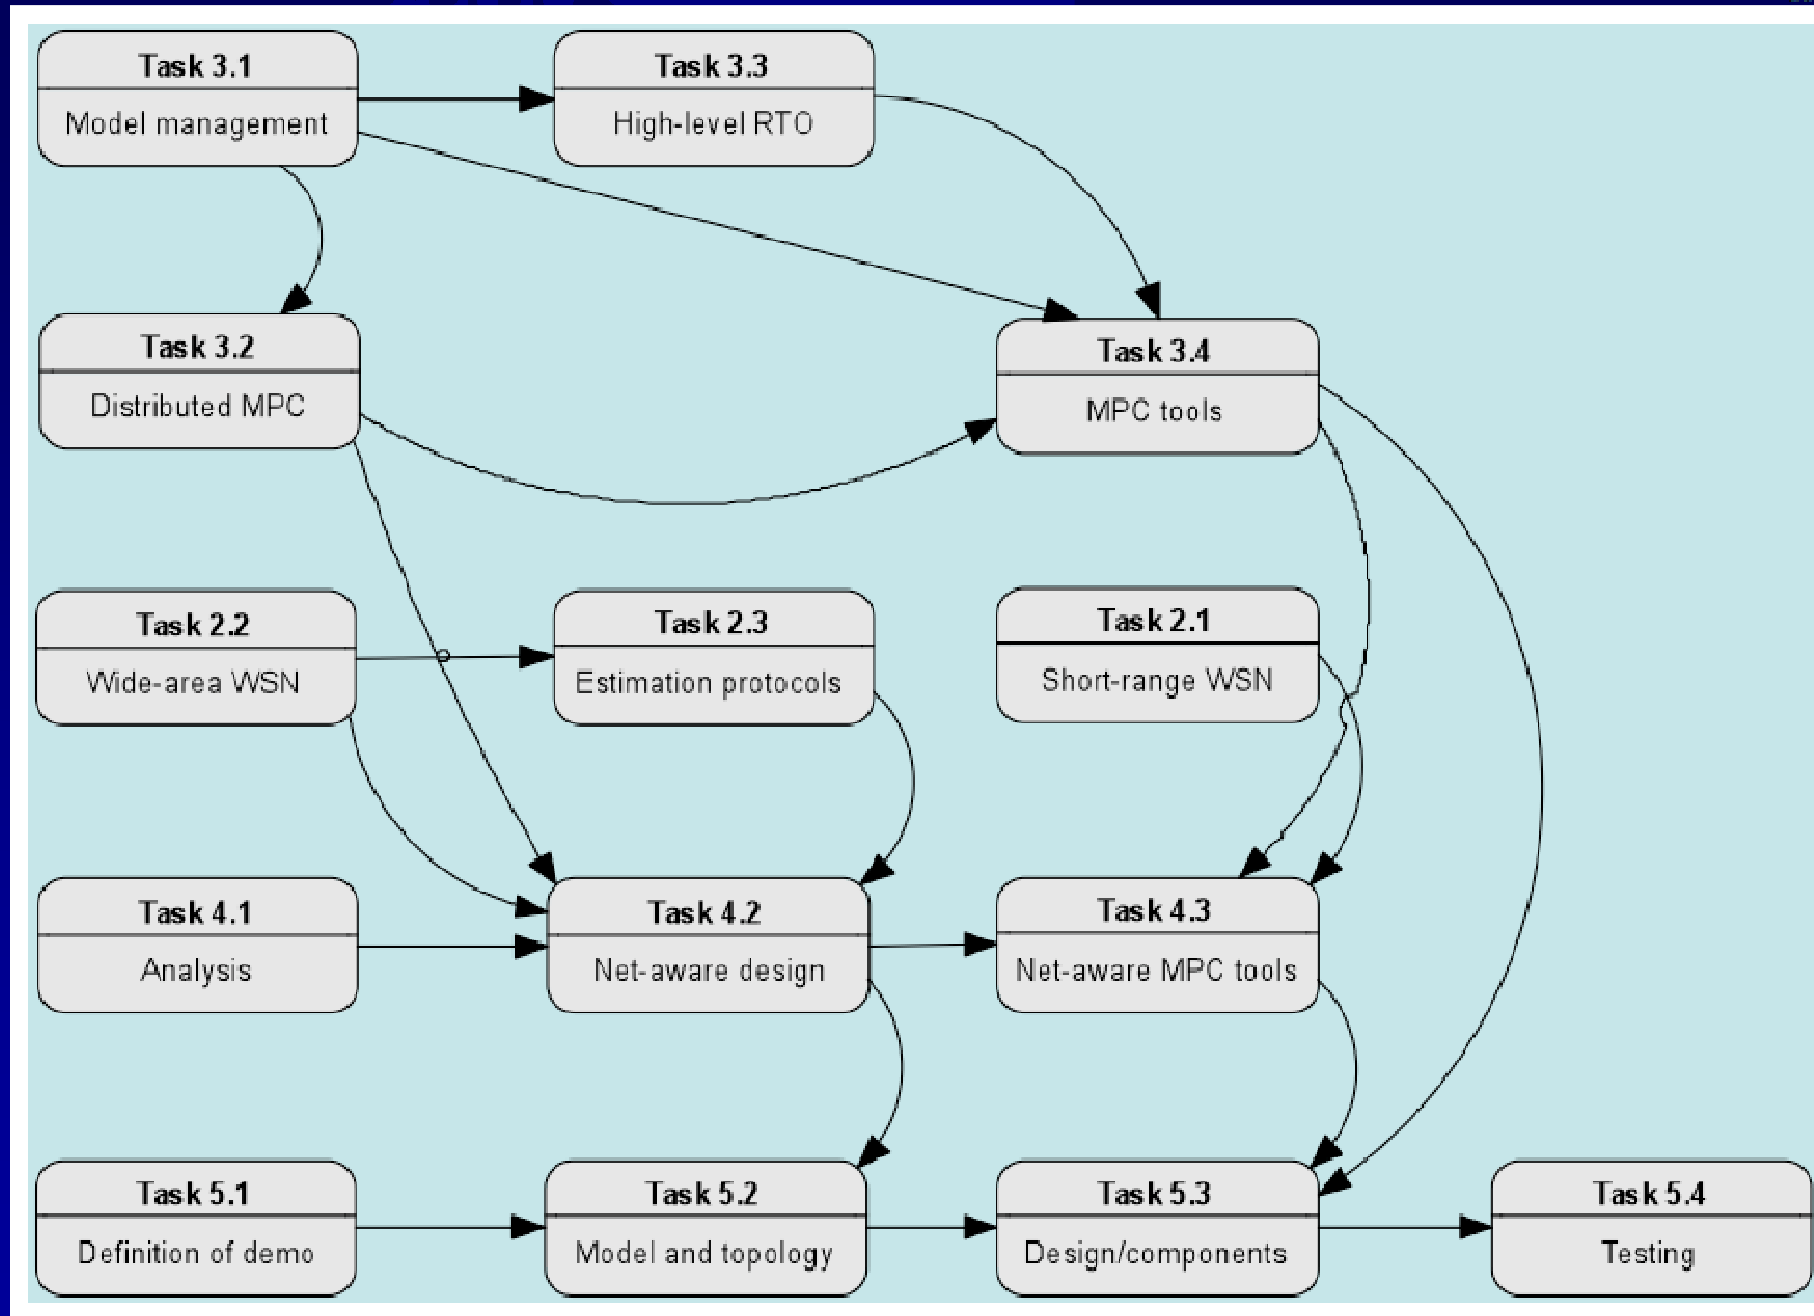 Task 3.1
Model management
Task 3.3
High-level RTO
Task 3.2
Distributed MPC
Task 3.4
MPC tools
Task 2.2
Wide-area WSN
Task 2.3
Estimation protocols
Task 2.1
Short-range WSN
Task 4.1
Analysis
Task 4.2
Net-aware design
Task 4.3
Net-aware MPC tools
Task 5.1
Definition of demo
Task 5.2
Model and topology
Task 5.3
Design/components
Task 5.4
Testing